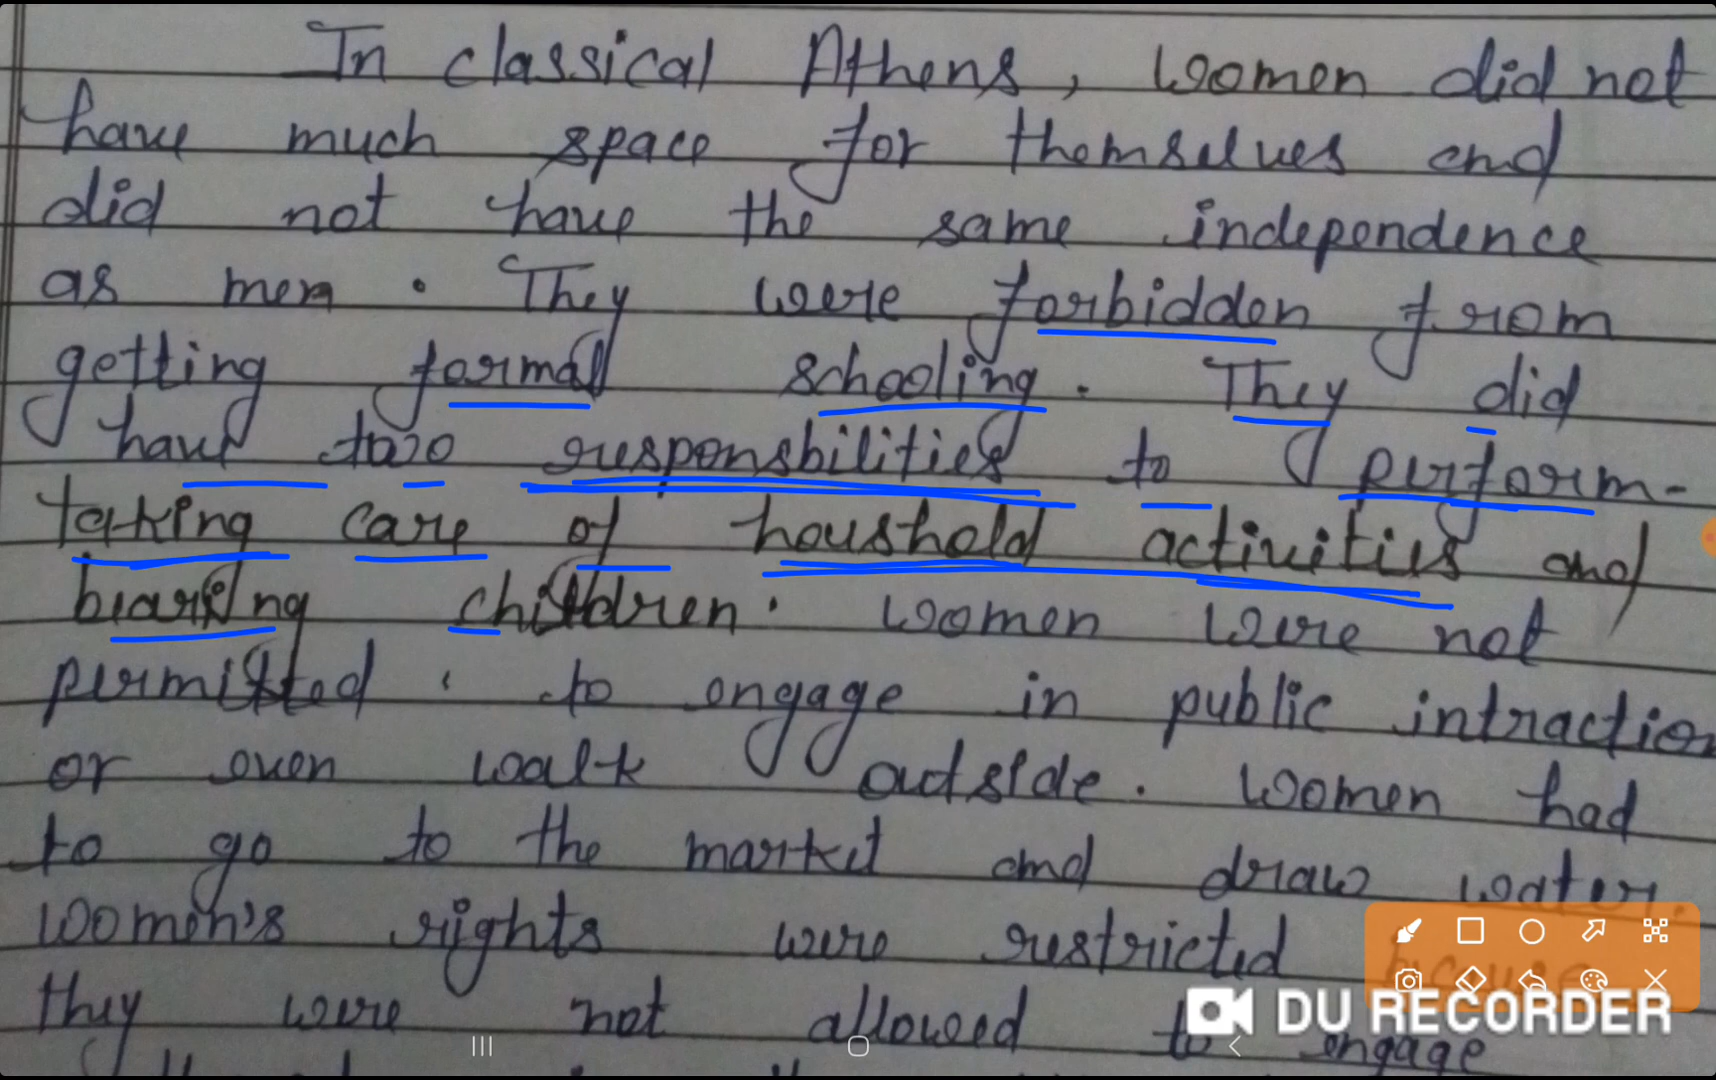 In classical Athens, women did not
have much space for themselves and
did not have the same independence
as men. They were forbidden from
getting formal schooling. They did
have two responsbilities to perform-
taking care of houshold activities and
bearing children. women were not
permitted to engage in public intraction
or even walk outside. women had
to go to the market and draw water.
women's rights were restricted because
they were not allowed to engage
DU RECORDER